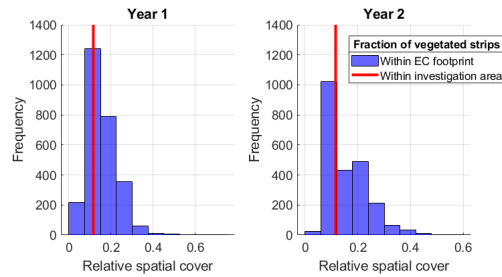 Year 1
Year 2
1400
1200
1000
800
600
400
200
0
Frequency
0
0.2
0.4
0.6
Relative spatial cover
1400
1200
1000
800
600
400
200
0
Frequency
0
0.2
0.4
0.6
Relative spatial cover
Fraction of vegetated strips
Within EC footprint
Within investigation area